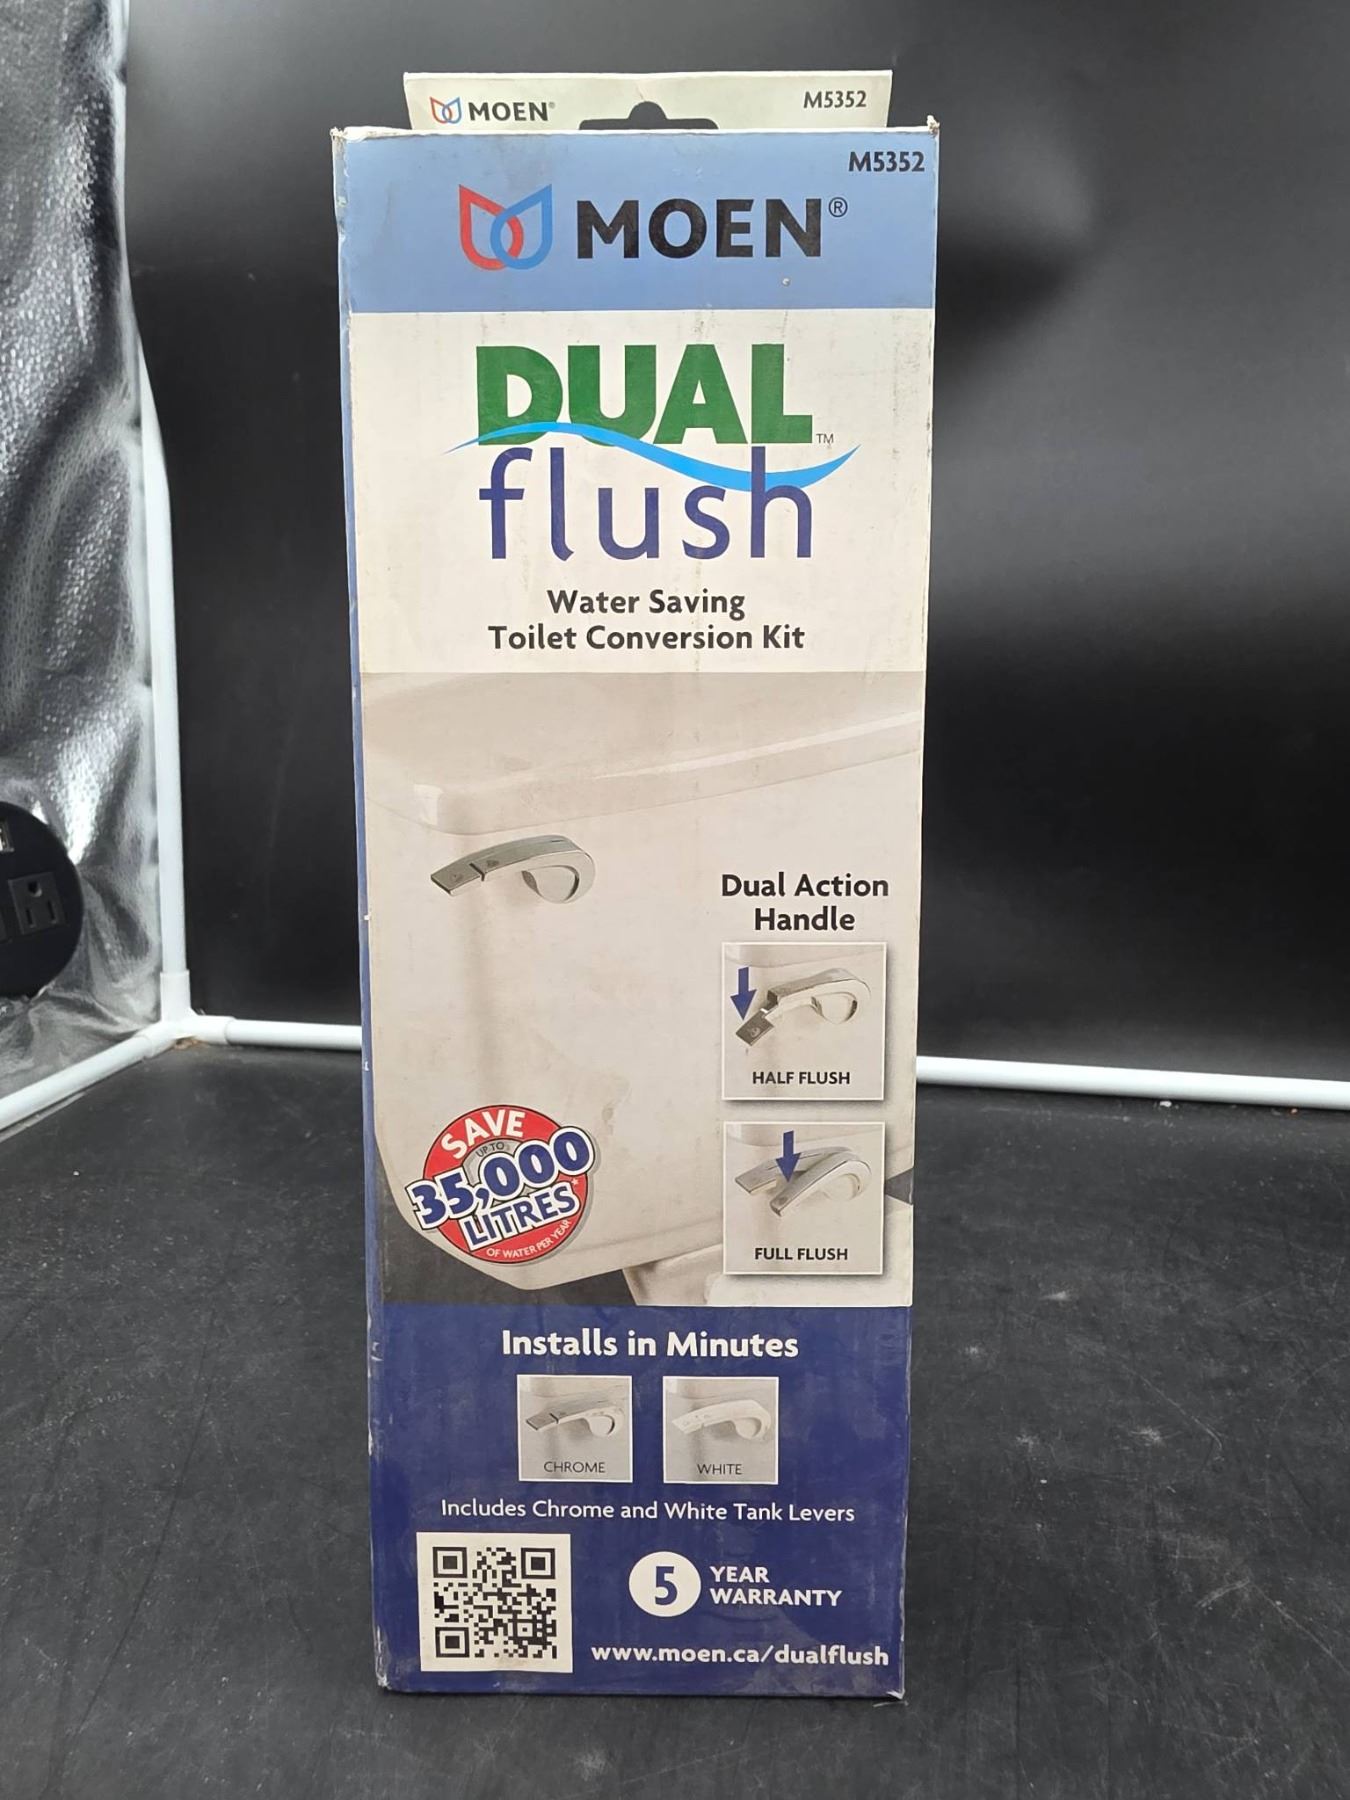 MOEN®
M5352
M5352
MOEN®
DUAL™
flush
Water Saving
Toilet Conversion Kit
Dual Action
Handle
HALF FLUSH
SAVE
UP TO
35,000
LITRES*
OF WATER PER YEAR
FULL FLUSH
Installs in Minutes
CHROME
WHITE
Includes Chrome and White Tank Levers
5 YEAR
WARRANTY
www.moen.ca/dualflush